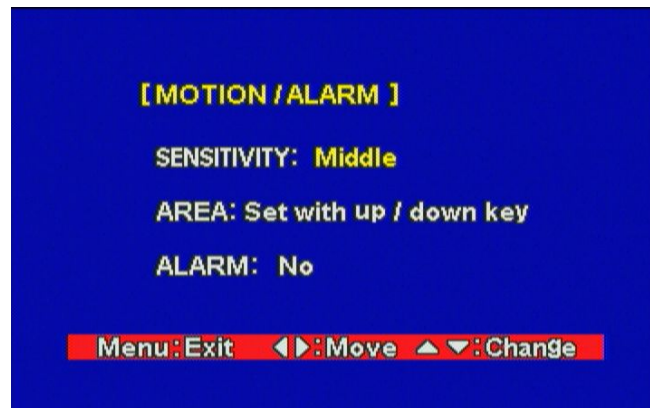 [ MOTION / ALARM ]
SENSITIVITY: Middle
AREA: Set with up / down key
ALARM: No
Menu:Exit ◁▷:Move △▽:Change